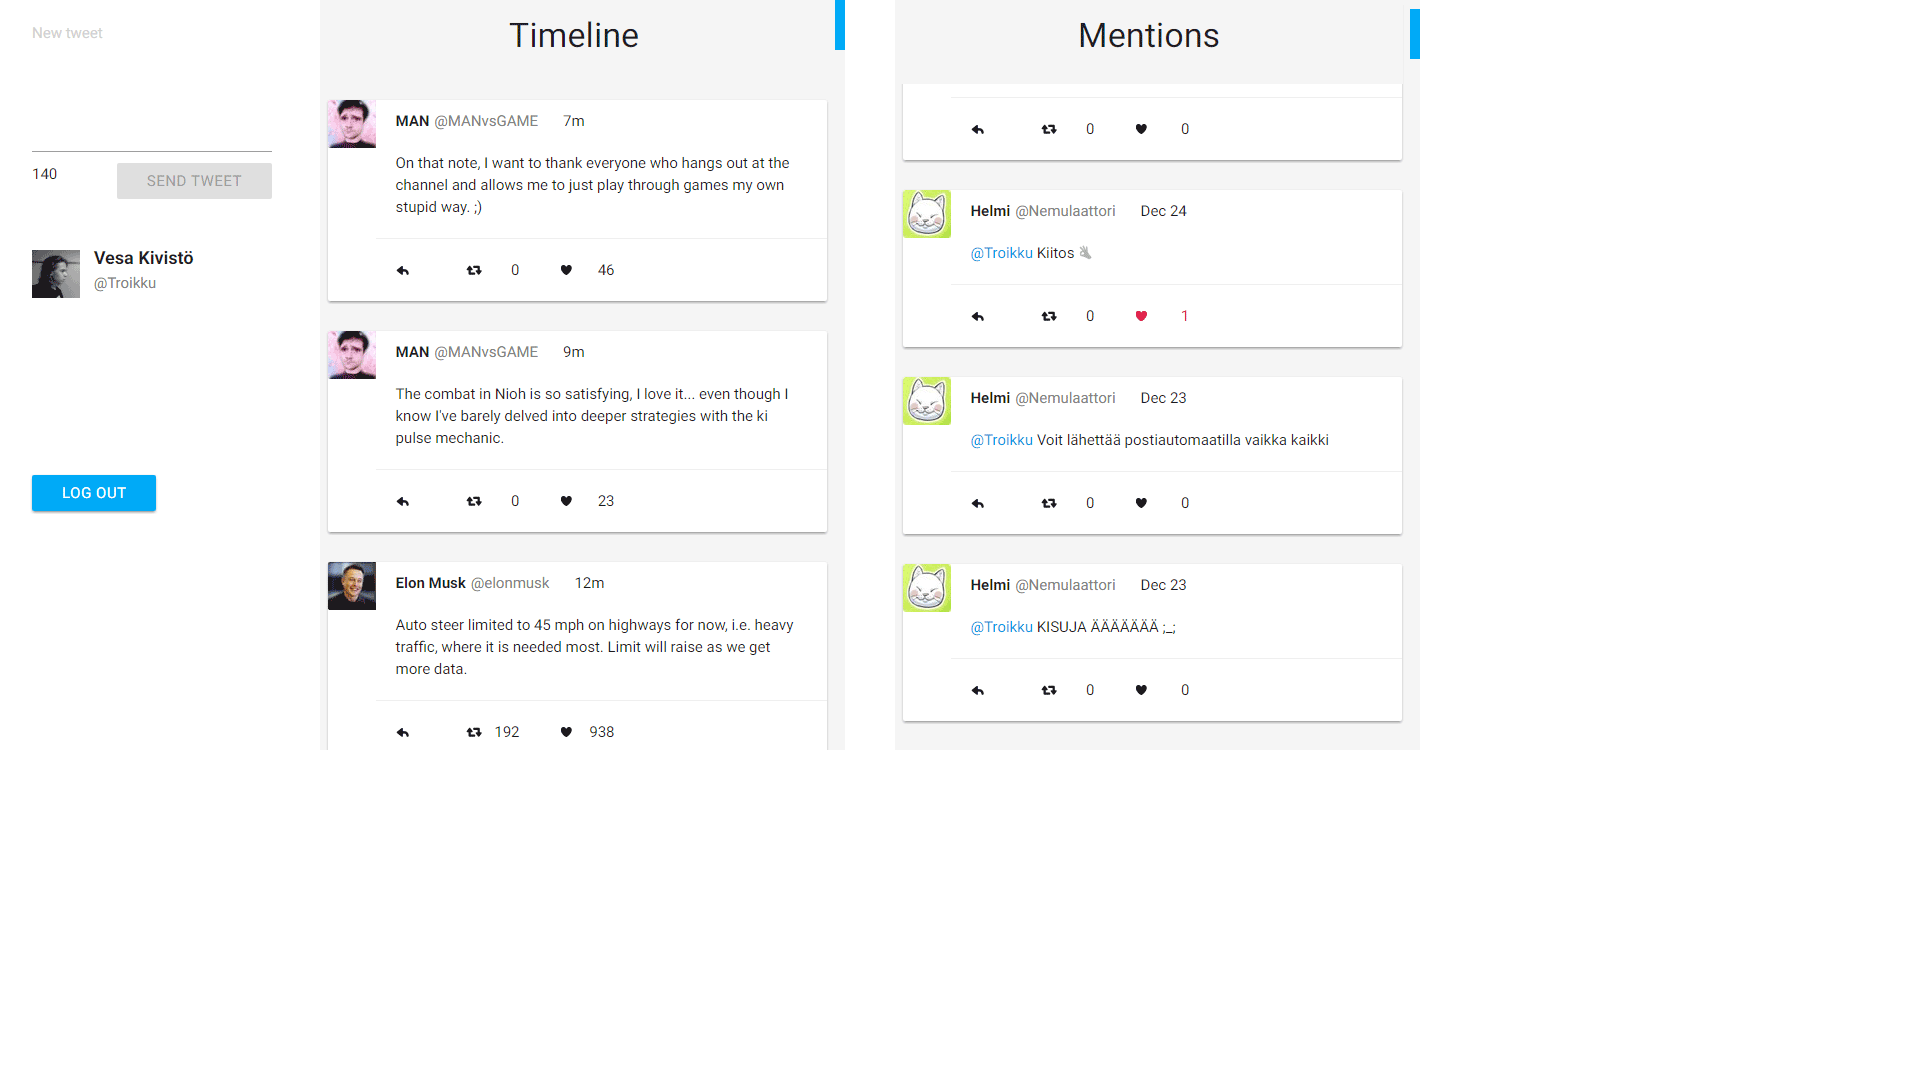 New tweet
140
SEND TWEET
Vesa Kivistö
@Troikku
LOG OUT
Timeline
MAN @MANvsGAME 7m
On that note, I want to thank everyone who hangs out at the
channel and allows me to just play through games my own
stupid way. ;)
0 46
MAN @MANvsGAME 9m
The combat in Nioh is so satisfying, I love it... even though I
know I've barely delved into deeper strategies with the ki
pulse mechanic.
0 23
Elon Musk @elonmusk 12m
Auto steer limited to 45 mph on highways for now, i.e. heavy
traffic, where it is needed most. Limit will raise as we get
more data.
192 938
Mentions
0 0
Helmi @Nemulaattori Dec 24
@Troikku Kiitos 👋
0 1
Helmi @Nemulaattori Dec 23
@Troikku Voit lähettää postiautomaatilla vaikka kaikki
0 0
Helmi @Nemulaattori Dec 23
@Troikku KISUJA ÄÄÄÄÄÄÄ ;_;
0 0